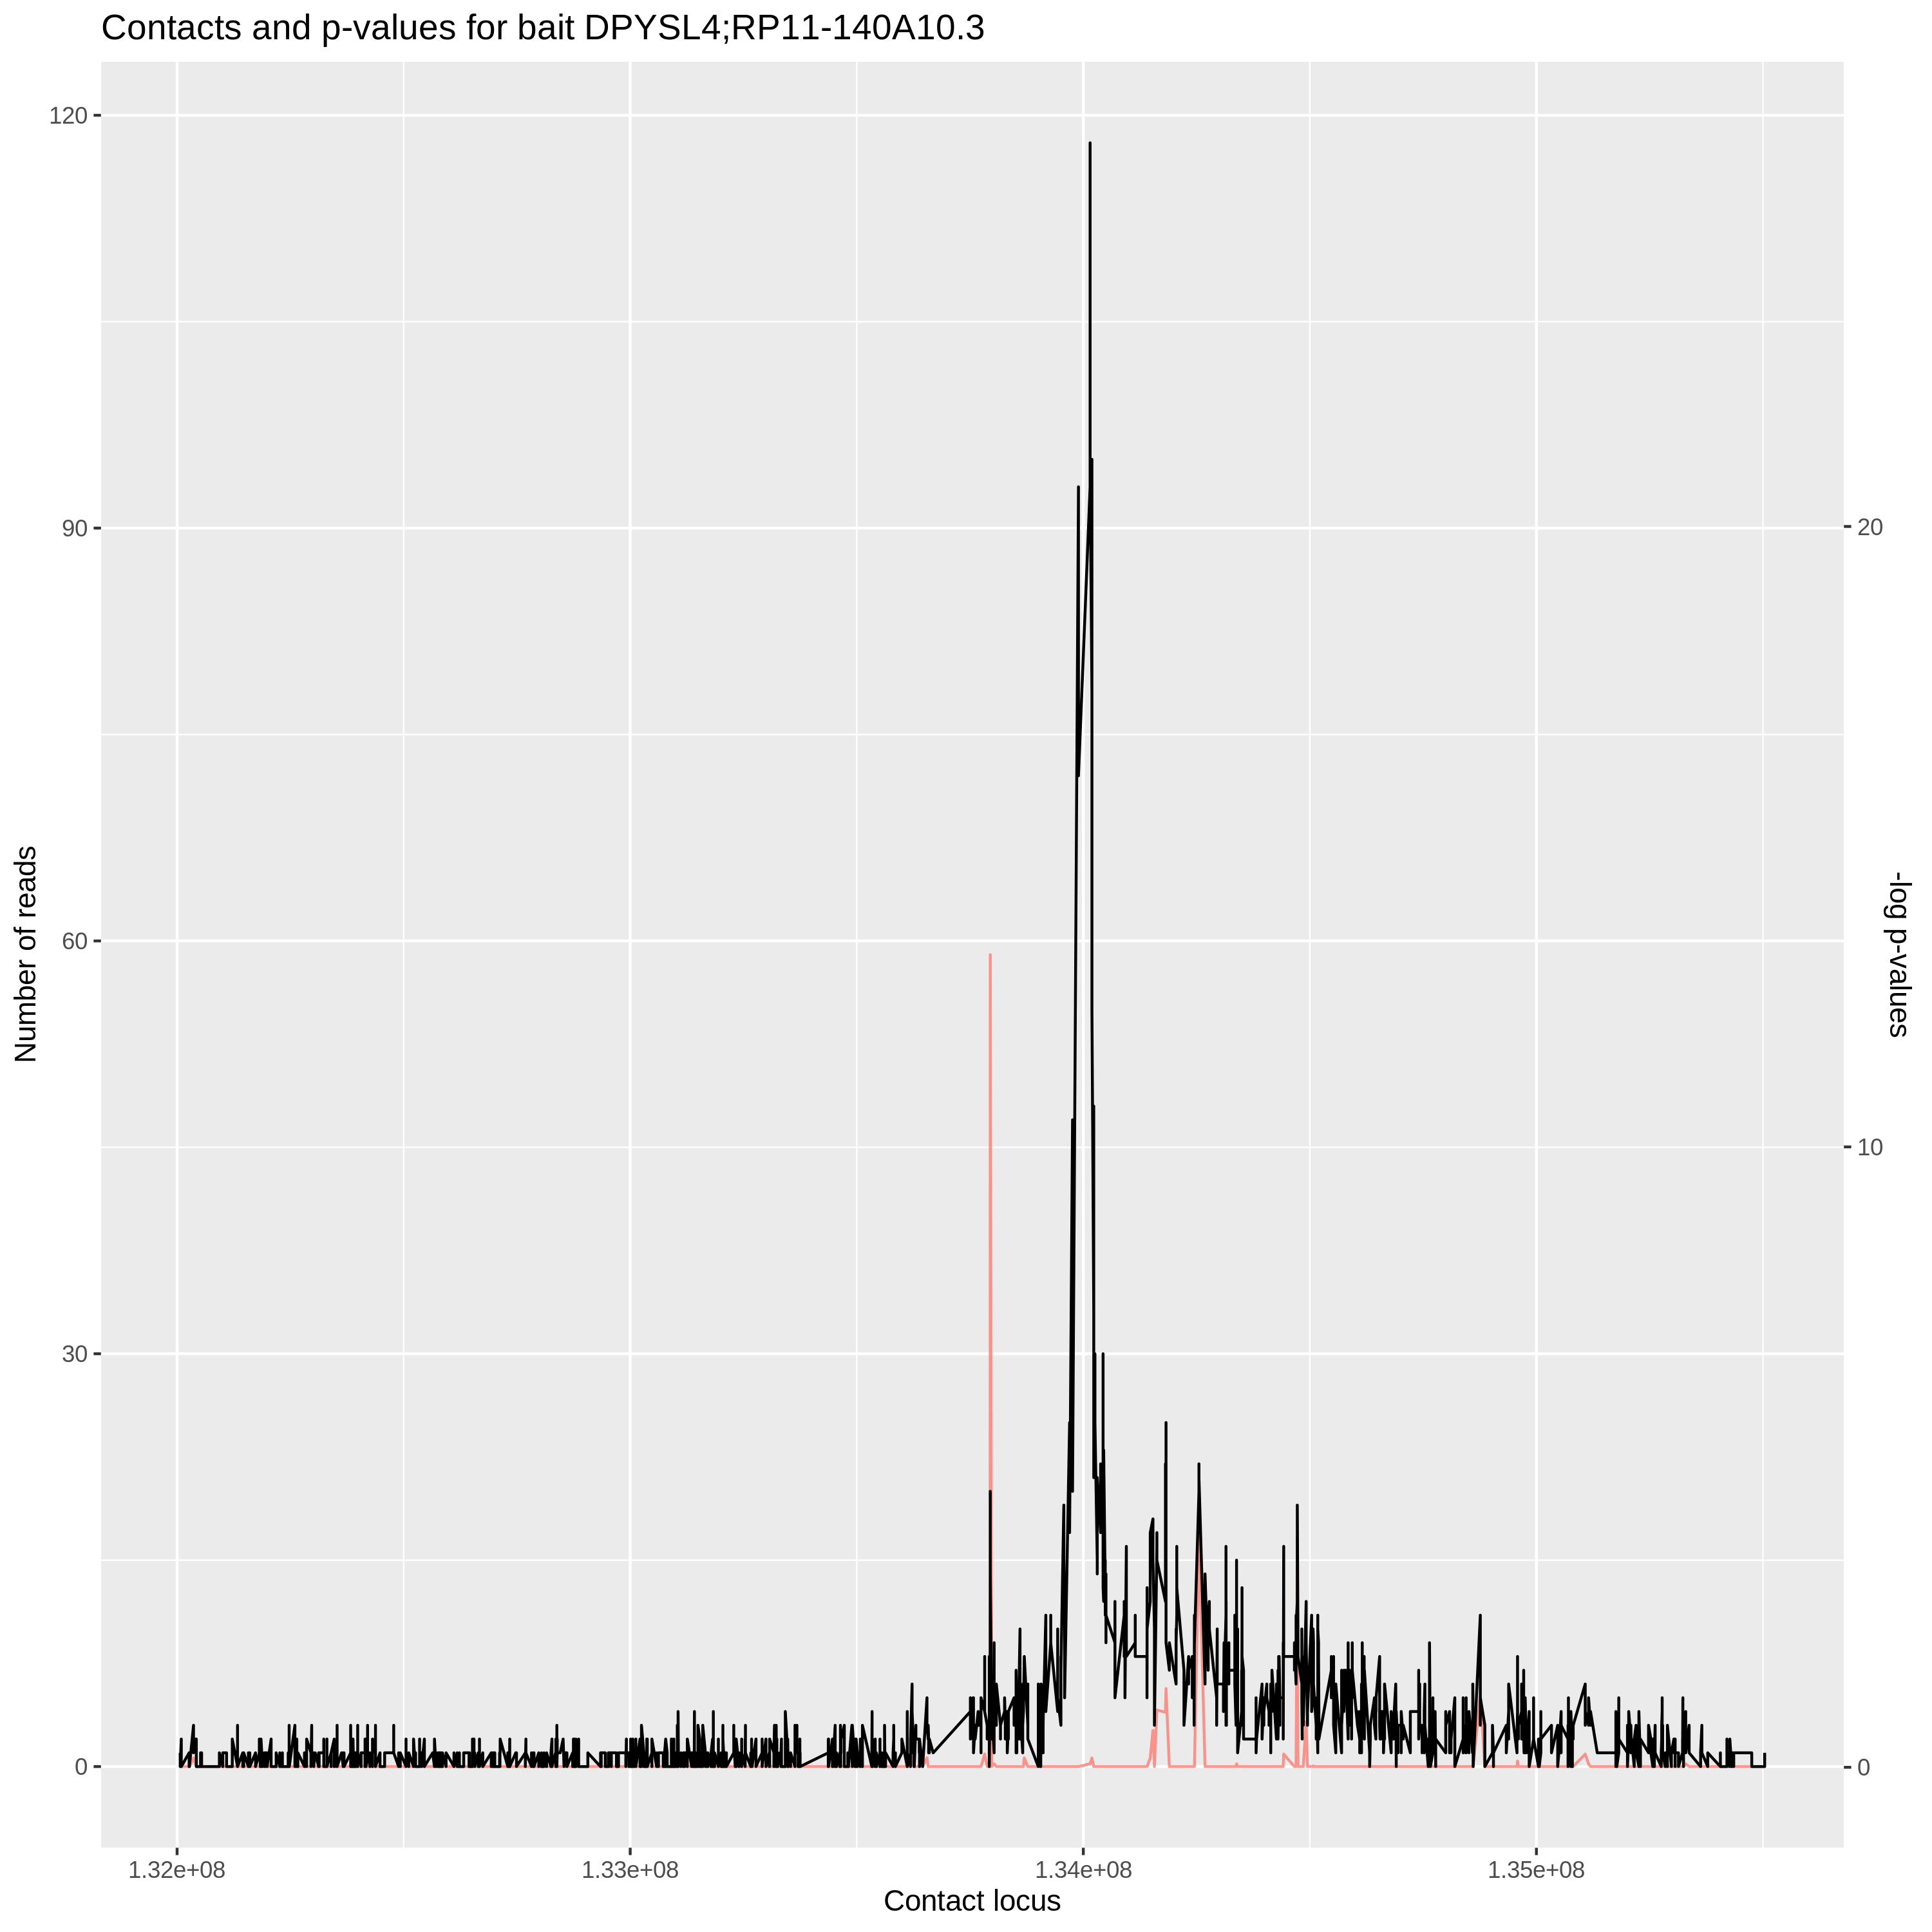 Contacts and p-values for bait DPYSL4;RP11-140A10.3
120
90
60
30
0
Number of reads
20
10
0
-log p-values
1.32e+08
1.33e+08
1.34e+08
1.35e+08
Contact locus